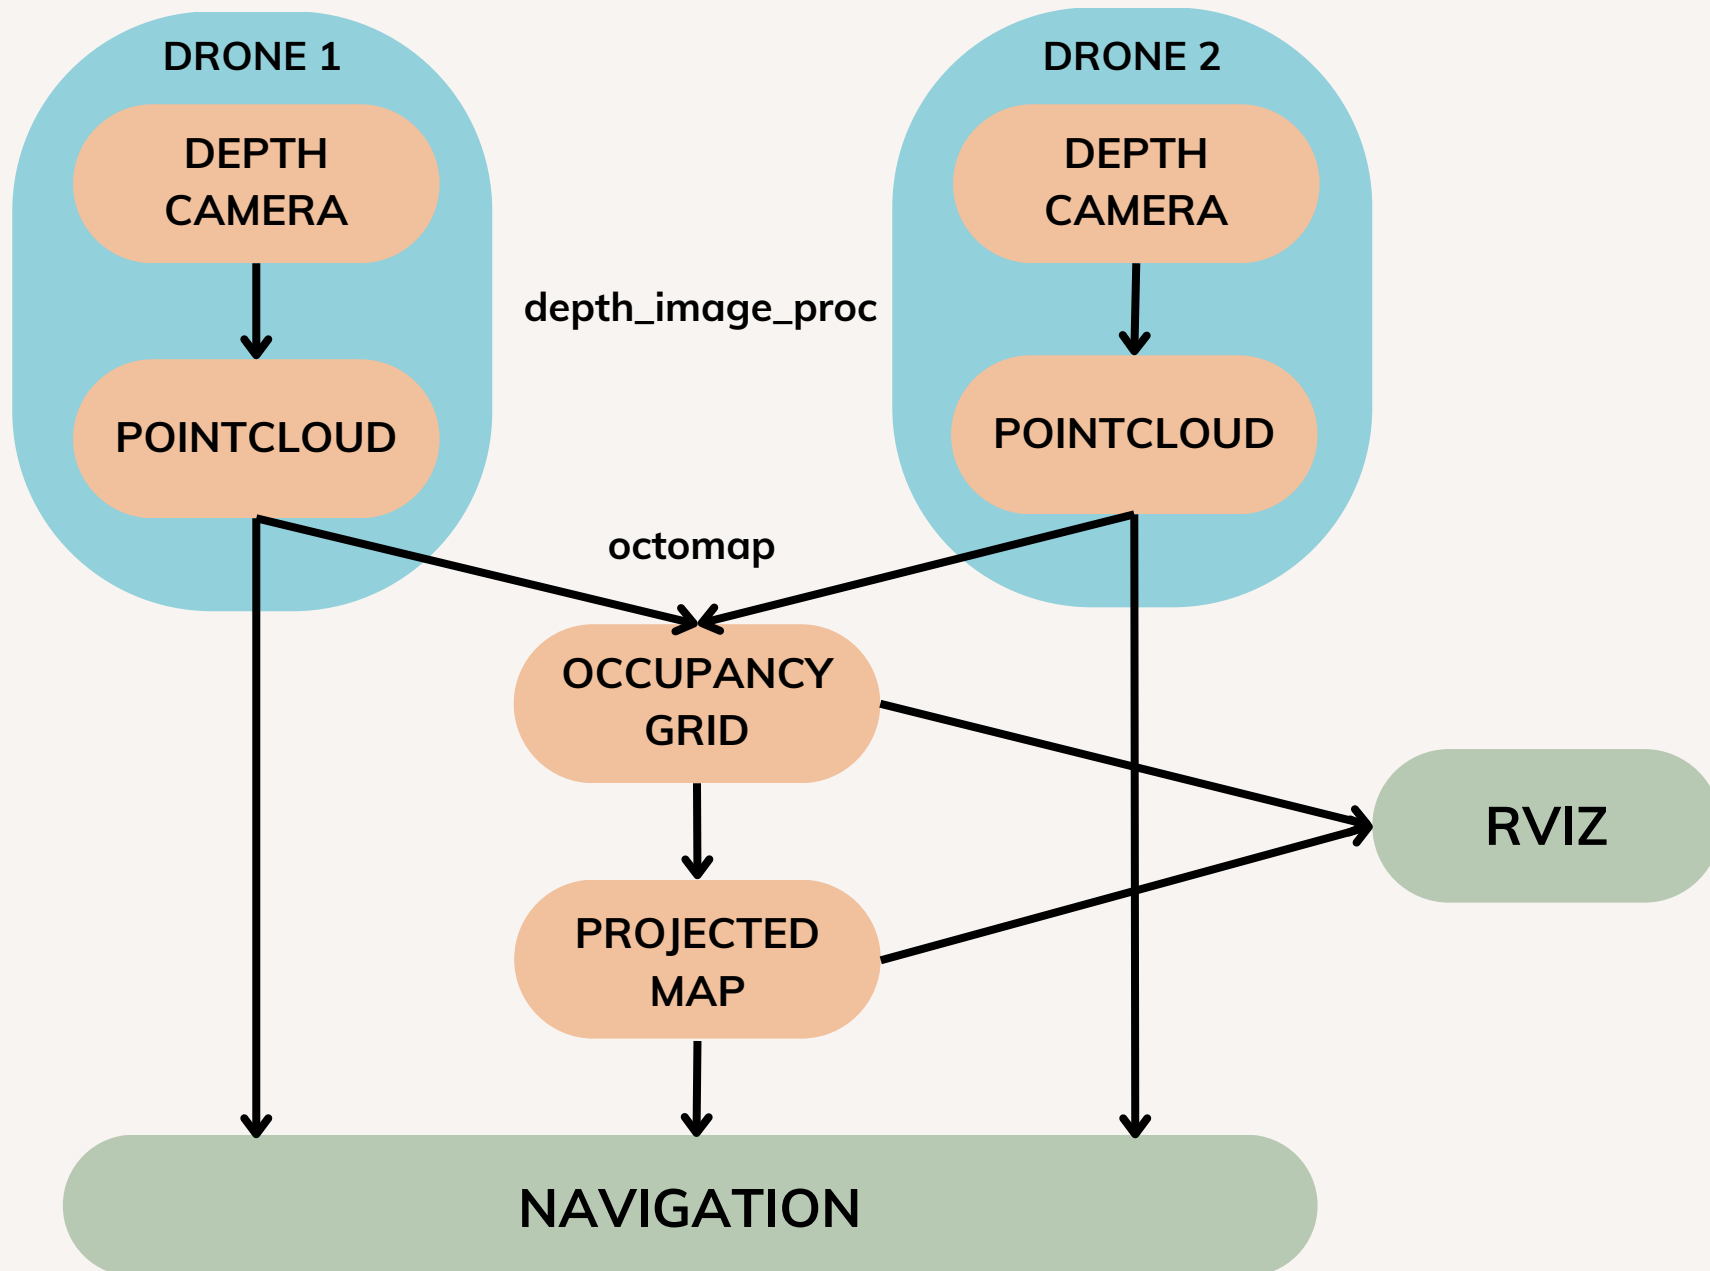 DRONE 1
DEPTH
CAMERA
POINTCLOUD
DRONE 2
DEPTH
CAMERA
POINTCLOUD
depth_image_proc
octomap
OCCUPANCY
GRID
PROJECTED
MAP
RVIZ
NAVIGATION